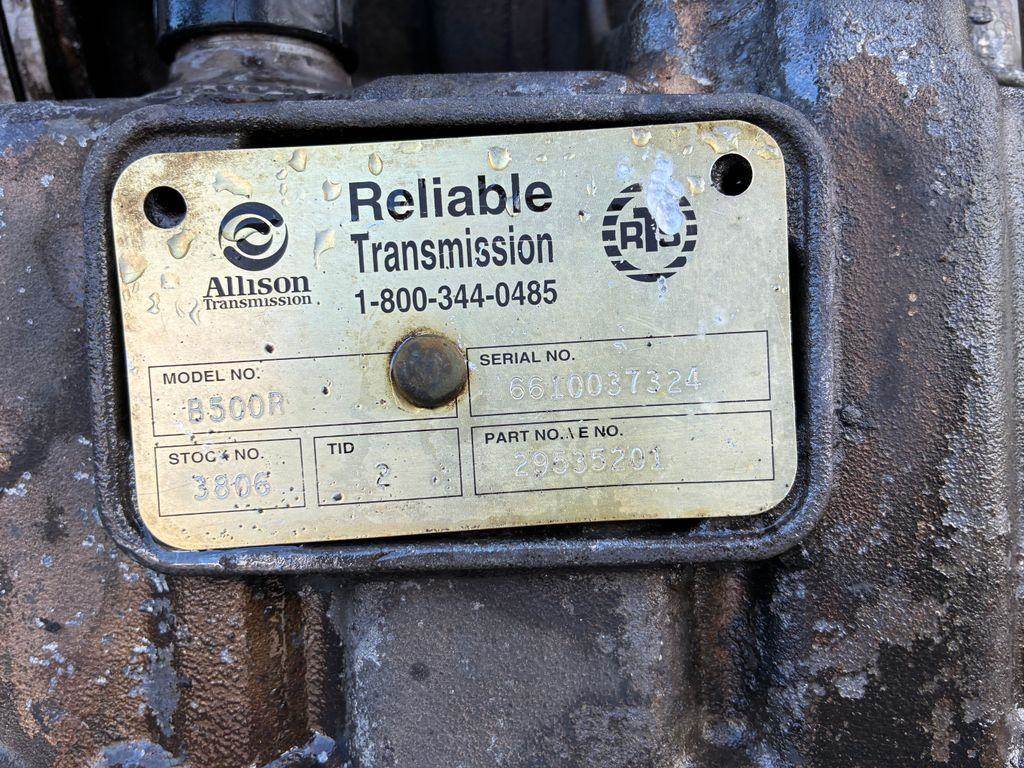 Reliable
Transmission
1-800-344-0485
Allison
Transmission
RTS
MODEL NO.
B500R
SERIAL NO.
6610037324
STOCK NO.
3806
TID
2
E NO.
PART NO.
29535201